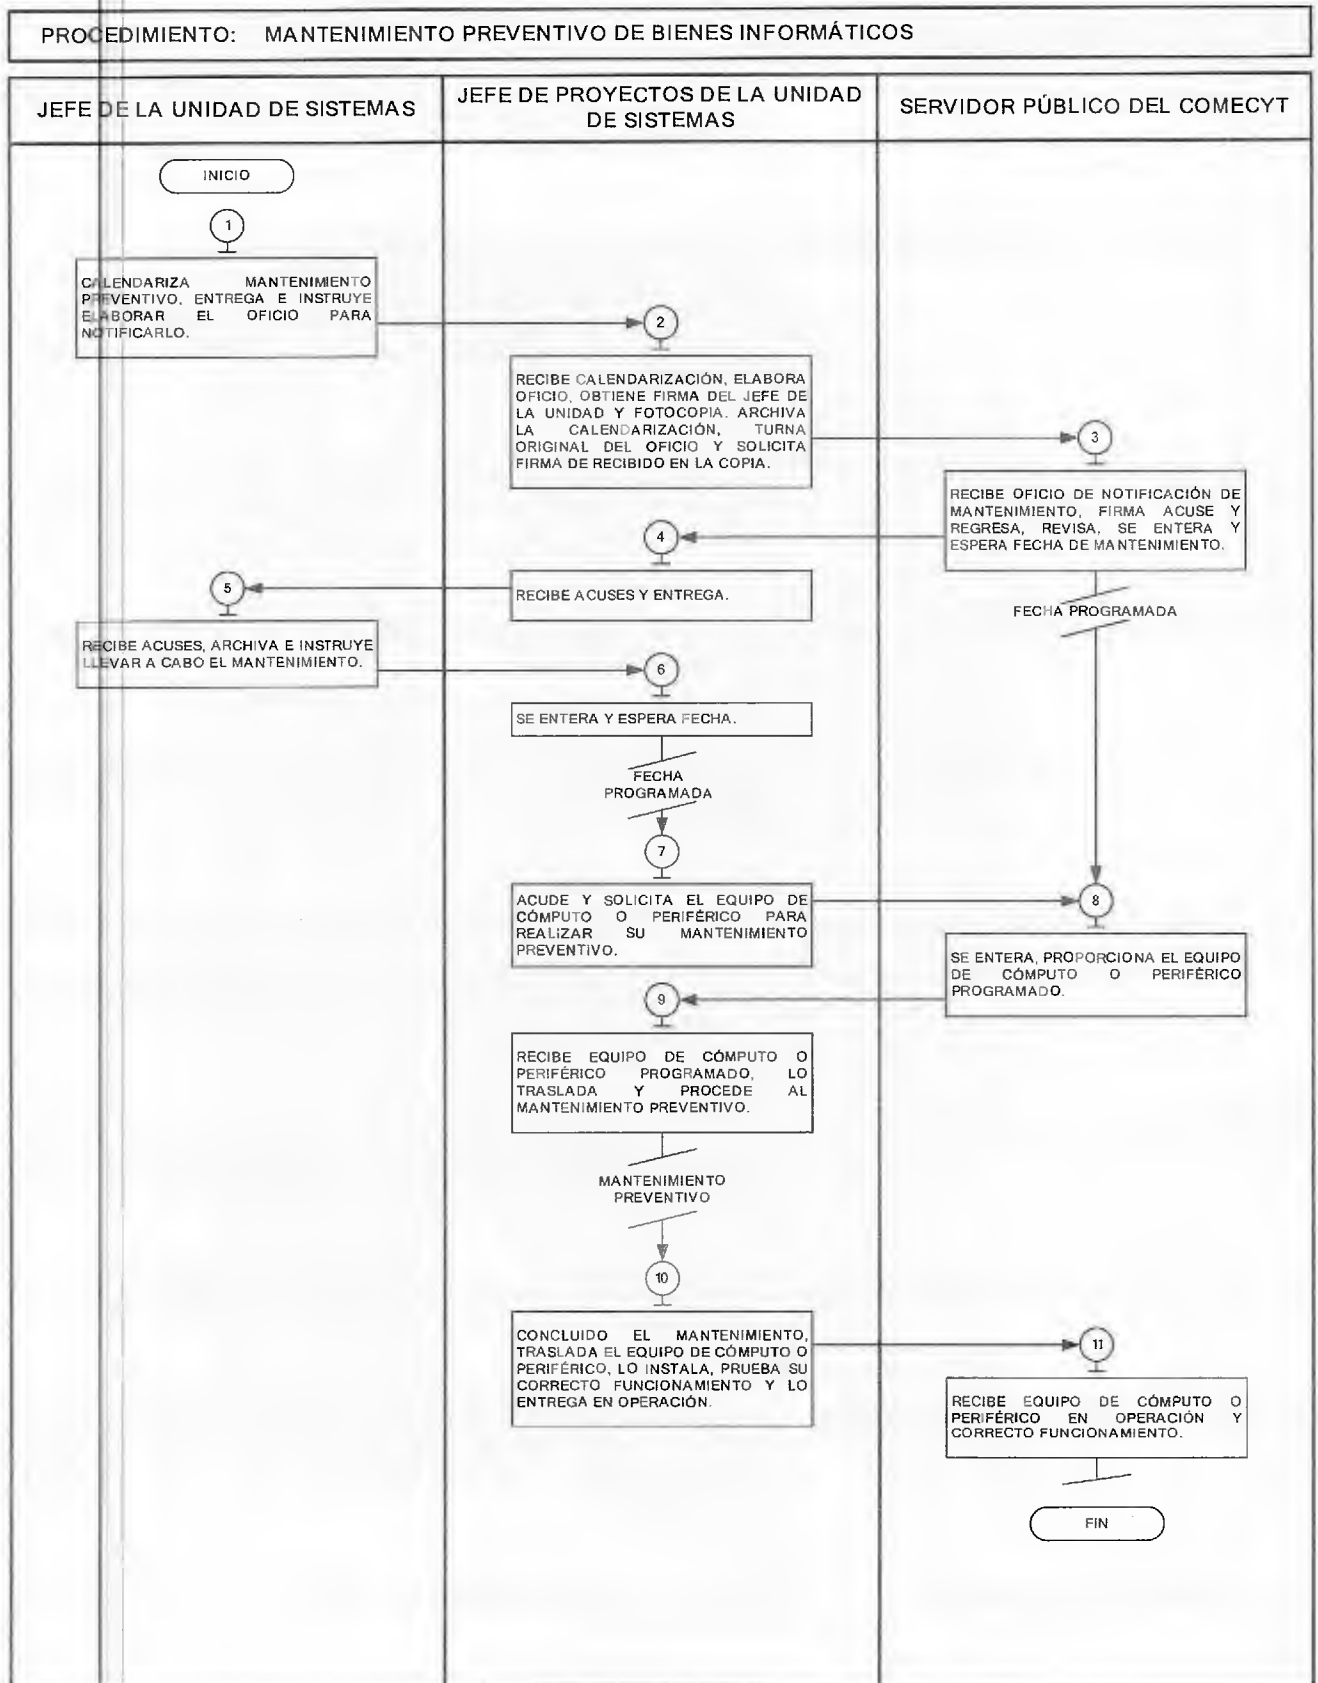 PROCEDIMIENTO: MANTENIMIENTO PREVENTIVO DE BIENES INFORMÁTICOS
JEFE DE LA UNIDAD DE SISTEMAS
JEFE DE PROYECTOS DE LA UNIDAD
DE SISTEMAS
SERVIDOR PÚBLICO DEL COMECYT
INICIO
1
CALENDARIZA MANTENIMIENTO
PREVENTIVO, ENTREGA E INSTRUYE
ELABORAR EL OFICIO PARA
NOTIFICARLO.
2
RECIBE CALENDARIZACIÓN, ELABORA
OFICIO, OBTIENE FIRMA DEL JEFE DE
LA UNIDAD Y FOTOCOPIA. ARCHIVA
LA CALENDARIZACIÓN, TURNA
ORIGINAL DEL OFICIO Y SOLICITA
FIRMA DE RECIBIDO EN LA COPIA.
3
RECIBE OFICIO DE NOTIFICACIÓN DE
MANTENIMIENTO, FIRMA ACUSE Y
REGRESA, REVISA, SE ENTERA Y
ESPERA FECHA DE MANTENIMIENTO.
FECHA PROGRAMADA
4
RECIBE ACUSES Y ENTREGA.
5
RECIBE ACUSES, ARCHIVA E INSTRUYE
LLEVAR A CABO EL MANTENIMIENTO.
6
SE ENTERA Y ESPERA FECHA.
FECHA
PROGRAMADA
7
ACUDE Y SOLICITA EL EQUIPO DE
CÓMPUTO O PERIFÉRICO PARA
REALIZAR SU MANTENIMIENTO
PREVENTIVO.
8
SE ENTERA, PROPORCIONA EL EQUIPO
DE CÓMPUTO O PERIFÉRICO
PROGRAMADO.
9
RECIBE EQUIPO DE CÓMPUTO O
PERIFÉRICO PROGRAMADO, LO
TRASLADA Y PROCEDE AL
MANTENIMIENTO PREVENTIVO.
MANTENIMIENTO
PREVENTIVO
10
CONCLUIDO EL MANTENIMIENTO,
TRASLADA EL EQUIPO DE CÓMPUTO O
PERIFÉRICO, LO INSTALA, PRUEBA SU
CORRECTO FUNCIONAMIENTO Y LO
ENTREGA EN OPERACIÓN.
11
RECIBE EQUIPO DE CÓMPUTO O
PERIFÉRICO EN OPERACIÓN Y
CORRECTO FUNCIONAMIENTO.
FIN